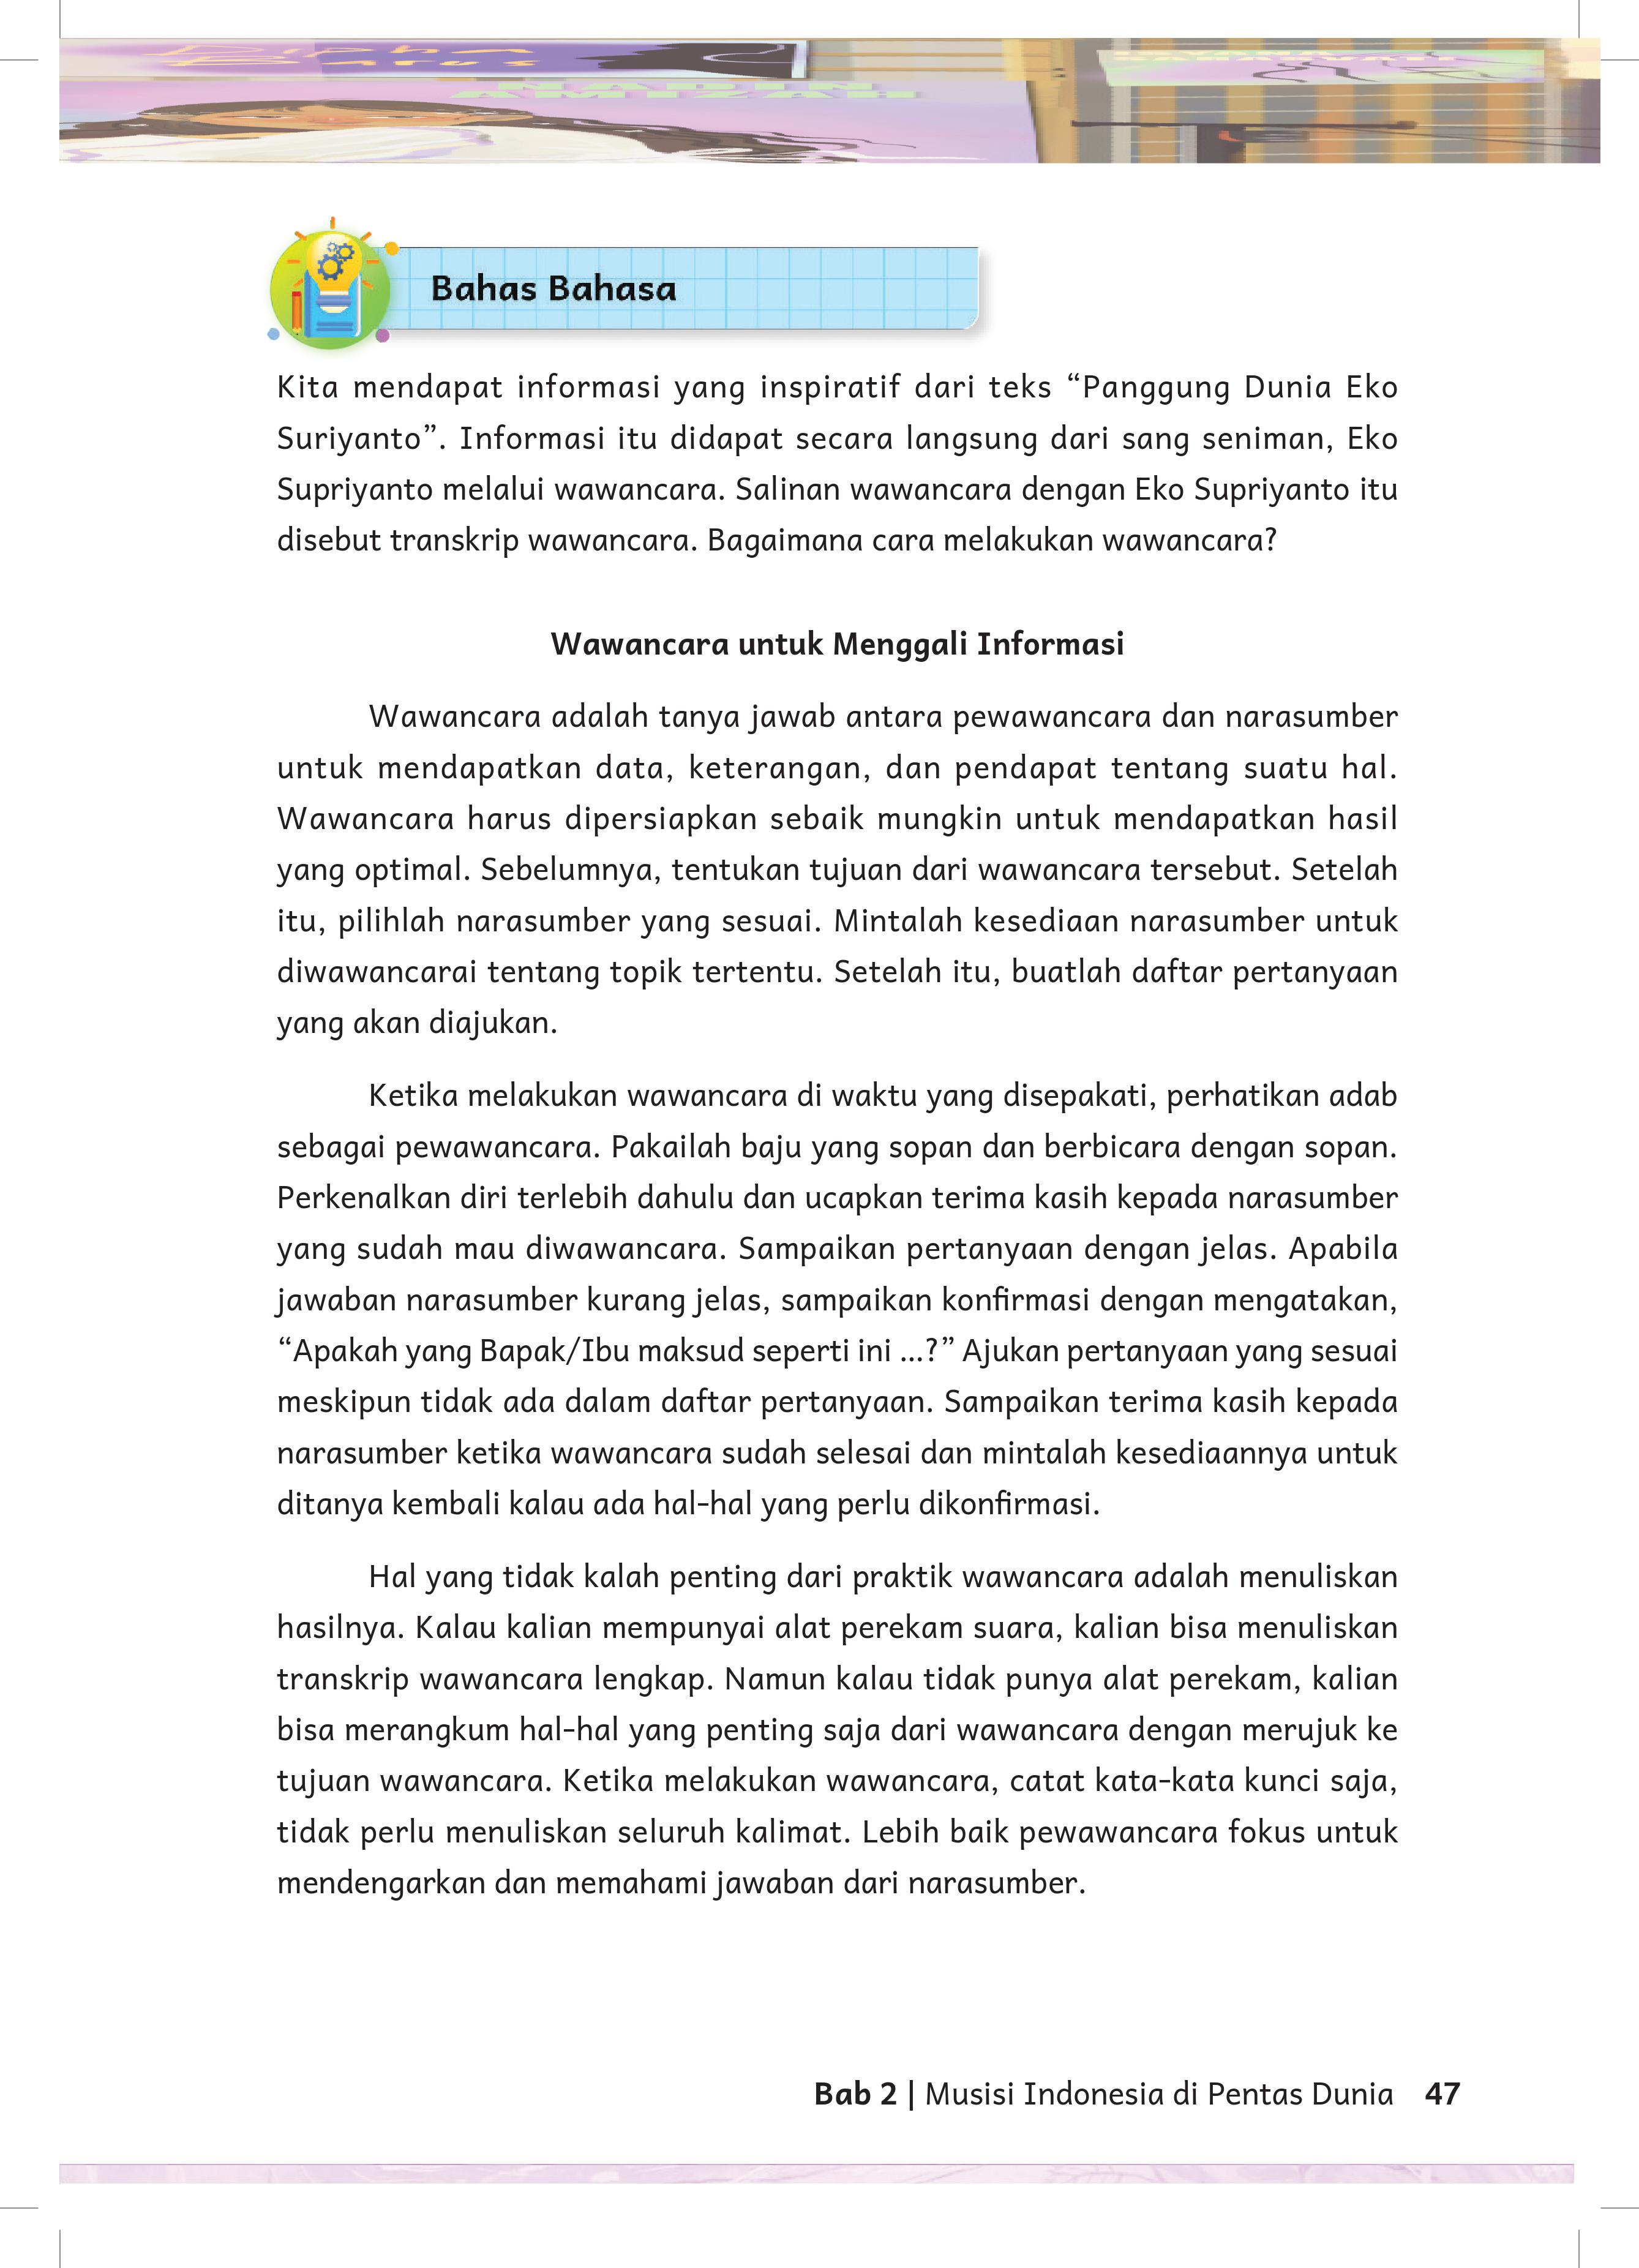 NADIN
AMIZAH
Bahas Bahasa
Kita mendapat informasi yang inspiratif dari teks “Panggung Dunia Eko
Suriyanto”. Informasi itu didapat secara langsung dari sang seniman, Eko
Supriyanto melalui wawancara. Salinan wawancara dengan Eko Supriyanto itu
disebut transkrip wawancara. Bagaimana cara melakukan wawancara?
Wawancara untuk Menggali Informasi
Wawancara adalah tanya jawab antara pewawancara dan narasumber
untuk mendapatkan data, keterangan, dan pendapat tentang suatu hal.
Wawancara harus dipersiapkan sebaik mungkin untuk mendapatkan hasil
yang optimal. Sebelumnya, tentukan tujuan dari wawancara tersebut. Setelah
itu, pilihlah narasumber yang sesuai. Mintalah kesediaan narasumber untuk
diwawancarai tentang topik tertentu. Setelah itu, buatlah daftar pertanyaan
yang akan diajukan.
Ketika melakukan wawancara di waktu yang disepakati, perhatikan adab
sebagai pewawancara. Pakailah baju yang sopan dan berbicara dengan sopan.
Perkenalkan diri terlebih dahulu dan ucapkan terima kasih kepada narasumber
yang sudah mau diwawancara. Sampaikan pertanyaan dengan jelas. Apabila
jawaban narasumber kurang jelas, sampaikan konfirmasi dengan mengatakan,
“Apakah yang Bapak/Ibu maksud seperti ini ...?” Ajukan pertanyaan yang sesuai
meskipun tidak ada dalam daftar pertanyaan. Sampaikan terima kasih kepada
narasumber ketika wawancara sudah selesai dan mintalah kesediaannya untuk
ditanya kembali kalau ada hal-hal yang perlu dikonfirmasi.
Hal yang tidak kalah penting dari praktik wawancara adalah menuliskan
hasilnya. Kalau kalian mempunyai alat perekam suara, kalian bisa menuliskan
transkrip wawancara lengkap. Namun kalau tidak punya alat perekam, kalian
bisa merangkum hal-hal yang penting saja dari wawancara dengan merujuk ke
tujuan wawancara. Ketika melakukan wawancara, catat kata-kata kunci saja,
tidak perlu menuliskan seluruh kalimat. Lebih baik pewawancara fokus untuk
mendengarkan dan memahami jawaban dari narasumber.
Bab 2 | Musisi Indonesia di Pentas Dunia 47